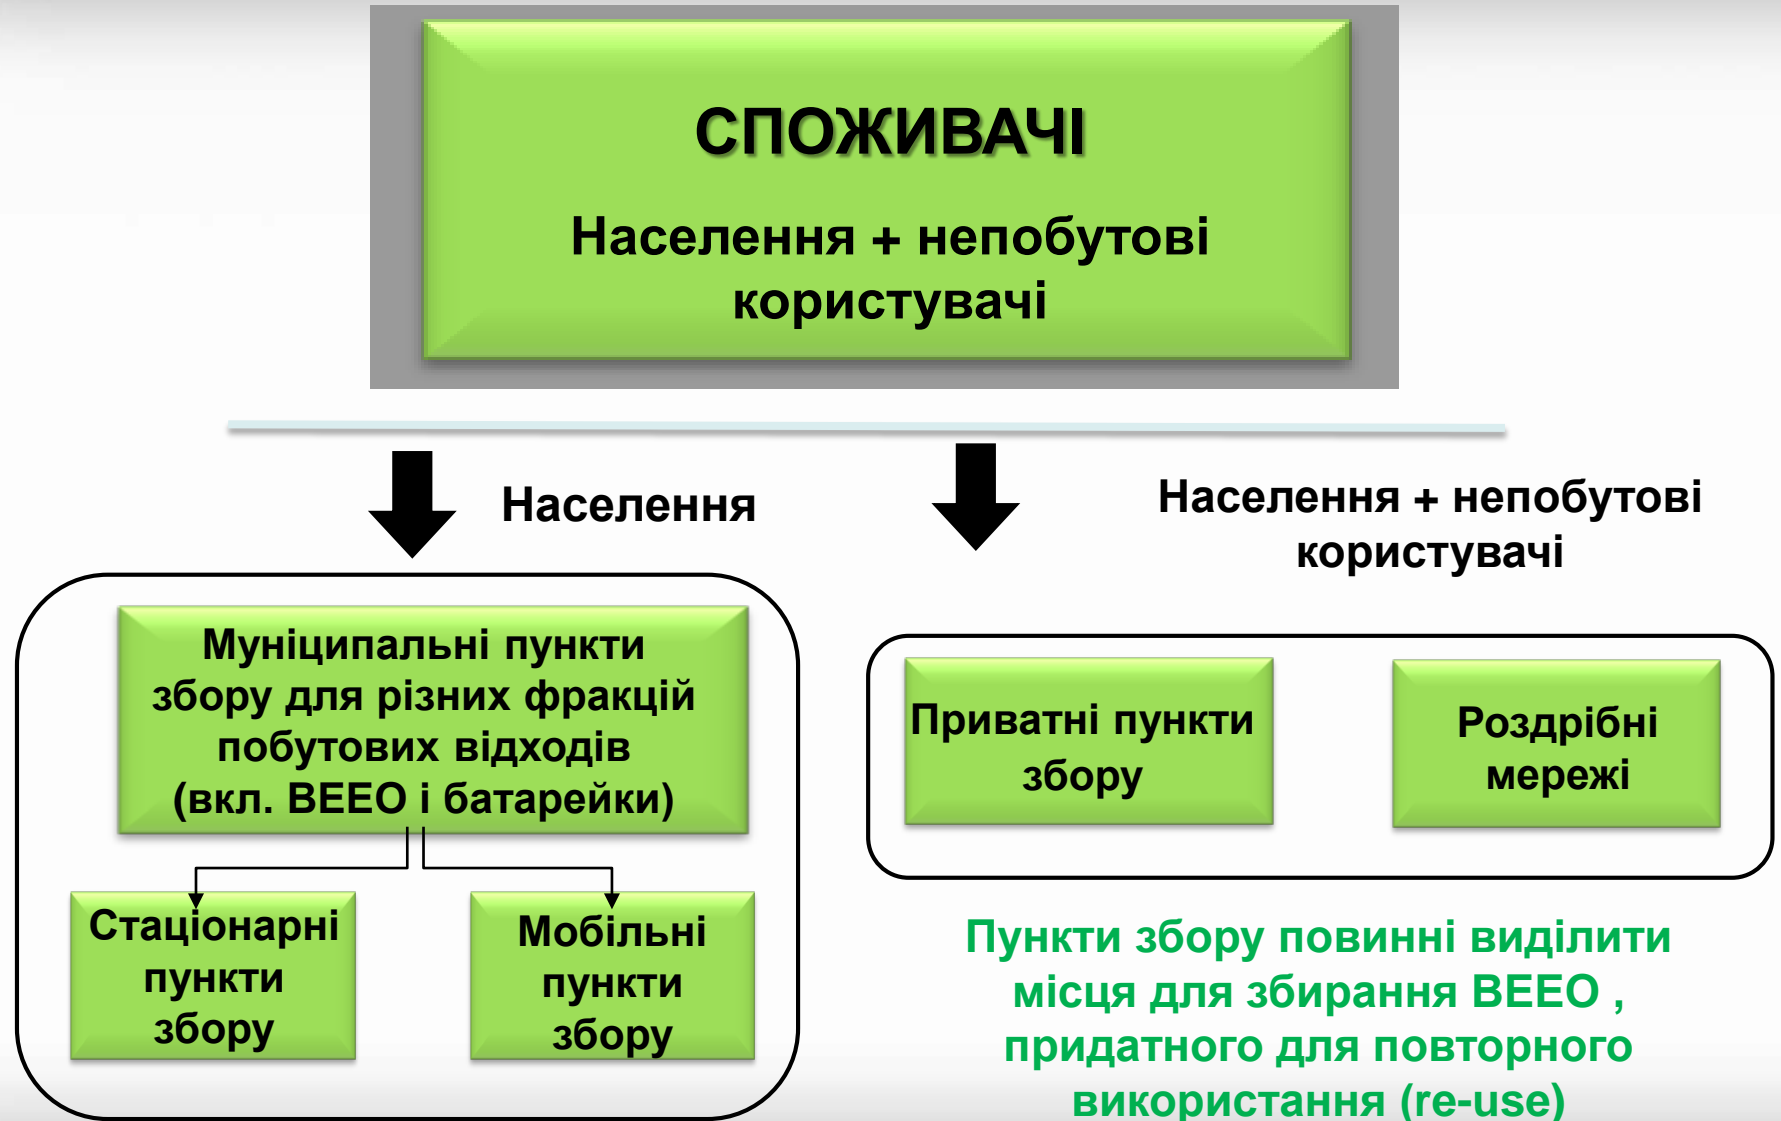 СПОЖИВАЧІ
Населення + непобутові
користувачі
Населення
Населення + непобутові
користувачі
Муніципальні пункти
збору для різних фракцій
побутових відходів
(вкл. ВЕЕО і батарейки)
Стаціонарні
пункти
збору
Мобільні
пункти
збору
Приватні пункти
збору
Роздрібні
мережі
Пункти збору повинні виділити
місця для збирання ВЕЕО ,
придатного для повторного
використання (re-use)